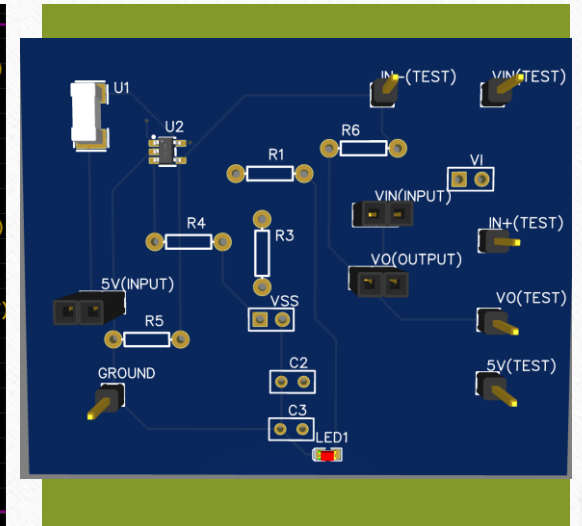 IN-(TEST)
VIN(TEST)
U1
U2
R6
R1
VI
VIN(INPUT)
R4
R3
IN+(TEST)
VO(OUTPUT)
5V(INPUT)
VSS
VO(TEST)
R5
GROUND
C2
5V(TEST)
C3
LED1